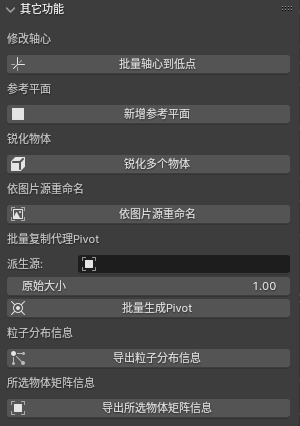 其它功能
修改轴心
批量轴心到低点
参考平面
新增参考平面
锐化物体
锐化多个物体
依图片源重命名
依图片源重命名
批量复制代理Pivot
派生源:
原始大小 1.00
批量生成Pivot
粒子分布信息
导出粒子分布信息
所选物体矩阵信息
导出所选物体矩阵信息